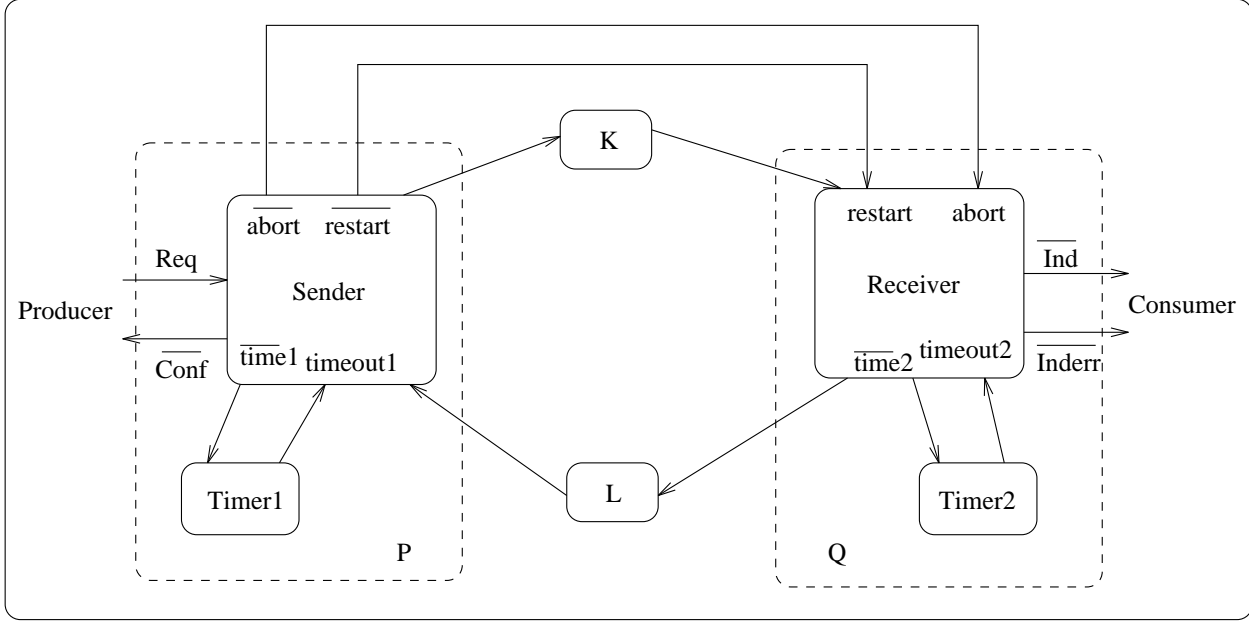 K
abort restart
restart abort
Req
Ind
Sender
Receiver
Producer
Consumer
time1 timeout1
time2 timeout2
Conf
Inderr
Timer1
L
Timer2
P
Q